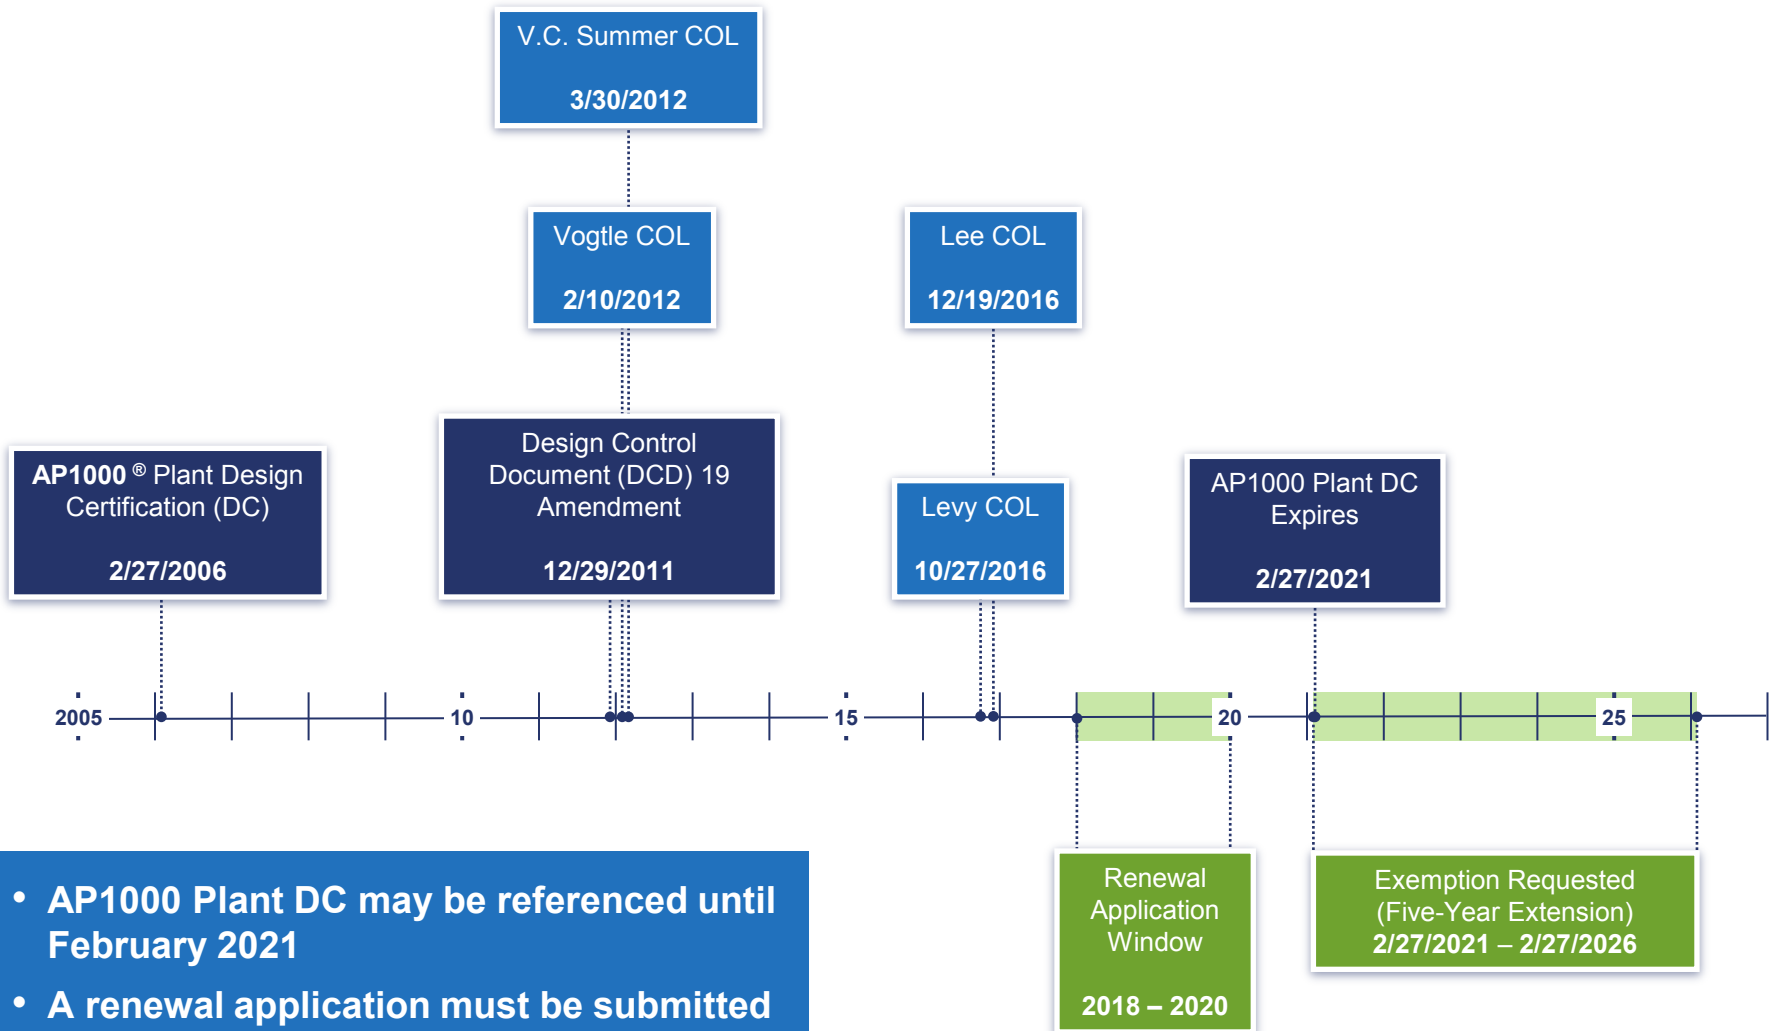 V.C. Summer COL
3/30/2012
Vogtle COL
2/10/2012
Lee COL
12/19/2016
AP1000 ® Plant Design
Certification (DC)
2/27/2006
Design Control
Document (DCD) 19
Amendment
12/29/2011
Levy COL
10/27/2016
AP1000 Plant DC
Expires
2/27/2021
2005
10
15
20
25
• AP1000 Plant DC may be referenced until
February 2021
• A renewal application must be submitted
Renewal
Application
Window
2018 – 2020
Exemption Requested
(Five-Year Extension)
2/27/2021 – 2/27/2026